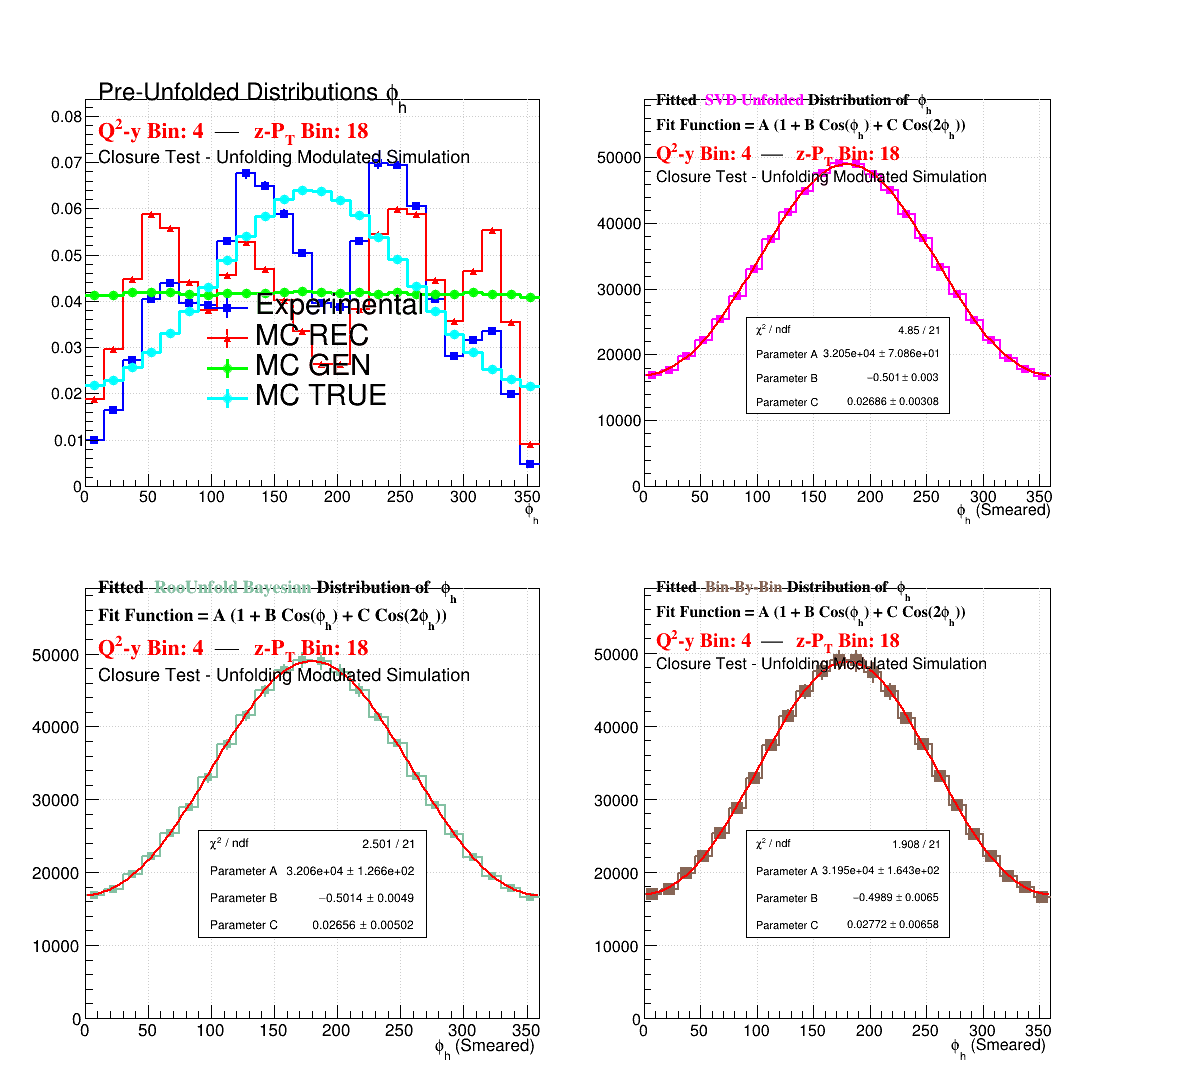 Pre-Unfolded Distributions ϕh
Q²-y Bin: 4 — z-PT Bin: 18
Closure Test - Unfolding Modulated Simulation
0.08
0.07
0.06
0.05
0.04
0.03
0.02
0.01
0
Experimental
MC REC
MC GEN
MC TRUE
0 50 100 150 200 250 300 350
ϕh
Fitted SVD Unfolded Distribution of ϕh
Fit Function = A (1 + B Cos(ϕh) + C Cos(2ϕh))
Q²-y Bin: 4 — z-PT Bin: 18
Closure Test - Unfolding Modulated Simulation
50000
40000
30000
20000
10000
0
χ² / ndf 4.85 / 21
Parameter A 3.205e+04 ± 7.086e+01
Parameter B −0.501 ± 0.003
Parameter C 0.02686 ± 0.00308
0 50 100 150 200 250 300 350
ϕh (Smeared)
Fitted RooUnfold Bayesian Distribution of ϕh
Fit Function = A (1 + B Cos(ϕh) + C Cos(2ϕh))
Q²-y Bin: 4 — z-PT Bin: 18
Closure Test - Unfolding Modulated Simulation
50000
40000
30000
20000
10000
0
χ² / ndf 2.501 / 21
Parameter A 3.206e+04 ± 1.266e+02
Parameter B −0.5014 ± 0.0049
Parameter C 0.02656 ± 0.00502
0 50 100 150 200 250 300 350
ϕh (Smeared)
Fitted Bin-By-Bin Distribution of ϕh
Fit Function = A (1 + B Cos(ϕh) + C Cos(2ϕh))
Q²-y Bin: 4 — z-PT Bin: 18
Closure Test - Unfolding Modulated Simulation
50000
40000
30000
20000
10000
0
χ² / ndf 1.908 / 21
Parameter A 3.195e+04 ± 1.643e+02
Parameter B −0.4989 ± 0.0065
Parameter C 0.02772 ± 0.00658
0 50 100 150 200 250 300 350
ϕh (Smeared)